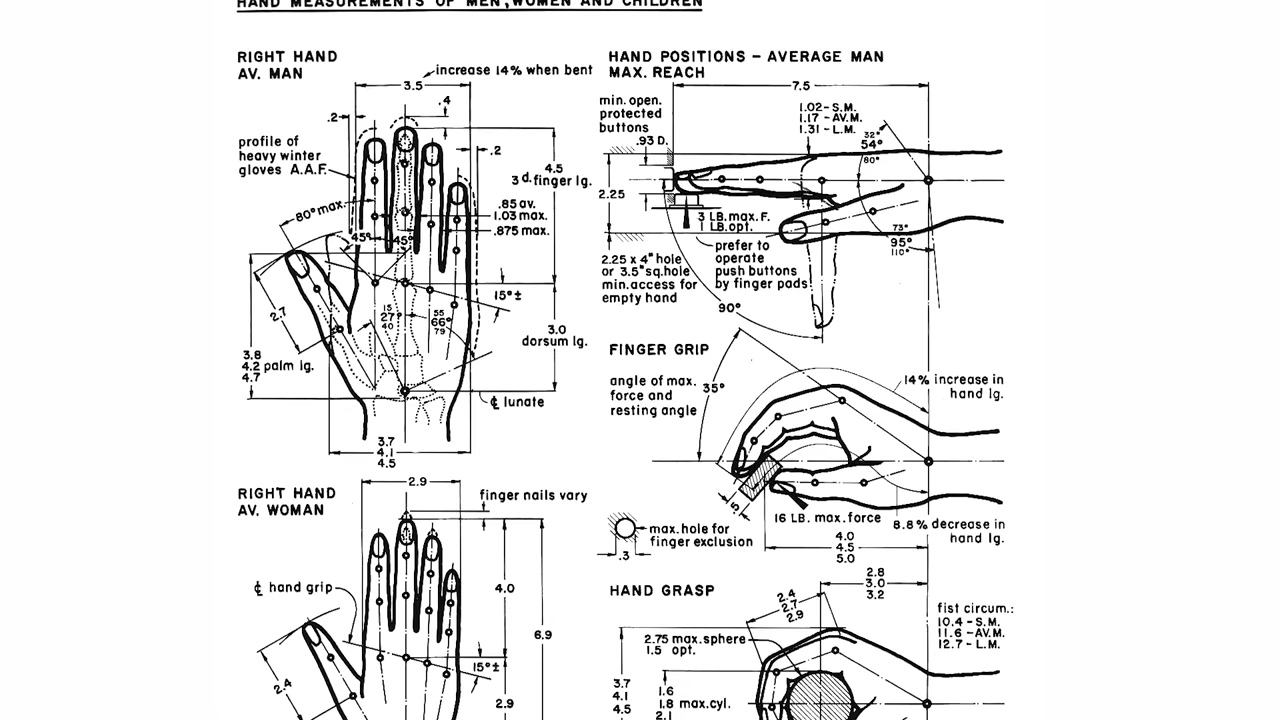 HAND MEASUREMENTS OF MEN, WOMEN AND CHILDREN
RIGHT HAND
AV. MAN
increase 14% when bent
3.5
.4
.2
profile of
heavy winter
gloves A.A.F.
.2
4.5
3 d. finger lg.
80° max.
.85 av.
1.03 max.
.875 max.
45°
45°
15°±
2.7
15
27°
40
55
66°
79
3.0
dorsum lg.
3.8
4.2 palm lg.
4.7
℄ lunate
3.7
4.1
4.5
RIGHT HAND
AV. WOMAN
2.9
finger nails vary
℄ hand grip
4.0
6.9
15°±
2.4
2.9
HAND POSITIONS – AVERAGE MAN
MAX. REACH
7.5
min. open.
protected
buttons
.93 D.
1.02 - S.M.
1.17 - AV.M.
1.31 - L.M.
32°
54°
80°
2.25
3 LB. max. F.
1 LB. opt.
73°
95°
110°
prefer to
operate
push buttons
by finger pads
2.25 x 4" hole
or 3.5" sq. hole
min. access for
empty hand
90°
FINGER GRIP
angle of max.
force and
resting angle
35°
14% increase in
hand lg.
.5
16 LB. max. force
8.8% decrease in
hand lg.
max. hole for
finger exclusion
.3
4.0
4.5
5.0
HAND GRASP
2.8
3.0
3.2
2.4
2.7
2.9
fist circum.:
10.4 - S.M.
11.6 - AV.M.
12.7 - L.M.
2.75 max. sphere
1.5 opt.
3.7
4.1
4.5
1.6
1.8 max. cyl.
2.1